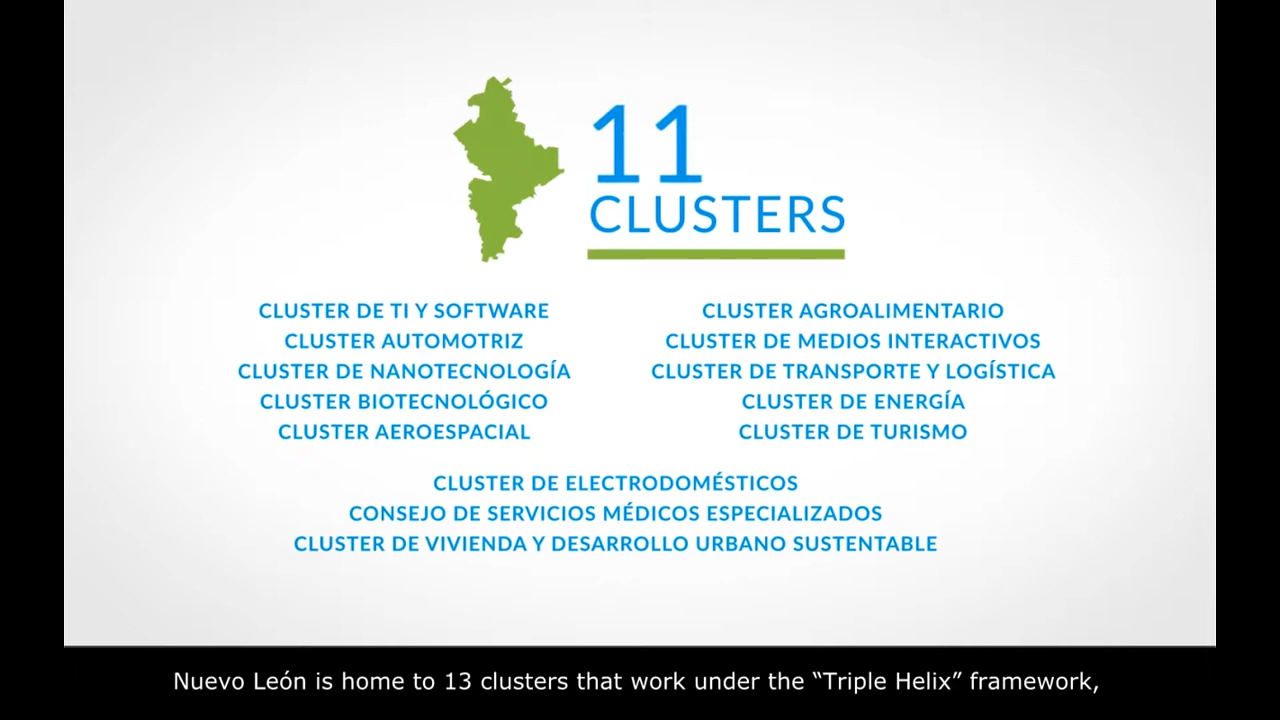 11
CLUSTERS
CLUSTER DE TI Y SOFTWARE
CLUSTER AUTOMOTRIZ
CLUSTER DE NANOTECNOLOGÍA
CLUSTER BIOTECNOLÓGICO
CLUSTER AEROESPACIAL
CLUSTER AGROALIMENTARIO
CLUSTER DE MEDIOS INTERACTIVOS
CLUSTER DE TRANSPORTE Y LOGÍSTICA
CLUSTER DE ENERGÍA
CLUSTER DE TURISMO
CLUSTER DE ELECTRODOMÉSTICOS
CONSEJO DE SERVICIOS MÉDICOS ESPECIALIZADOS
CLUSTER DE VIVIENDA Y DESARROLLO URBANO SUSTENTABLE
Nuevo León is home to 13 clusters that work under the “Triple Helix” framework,